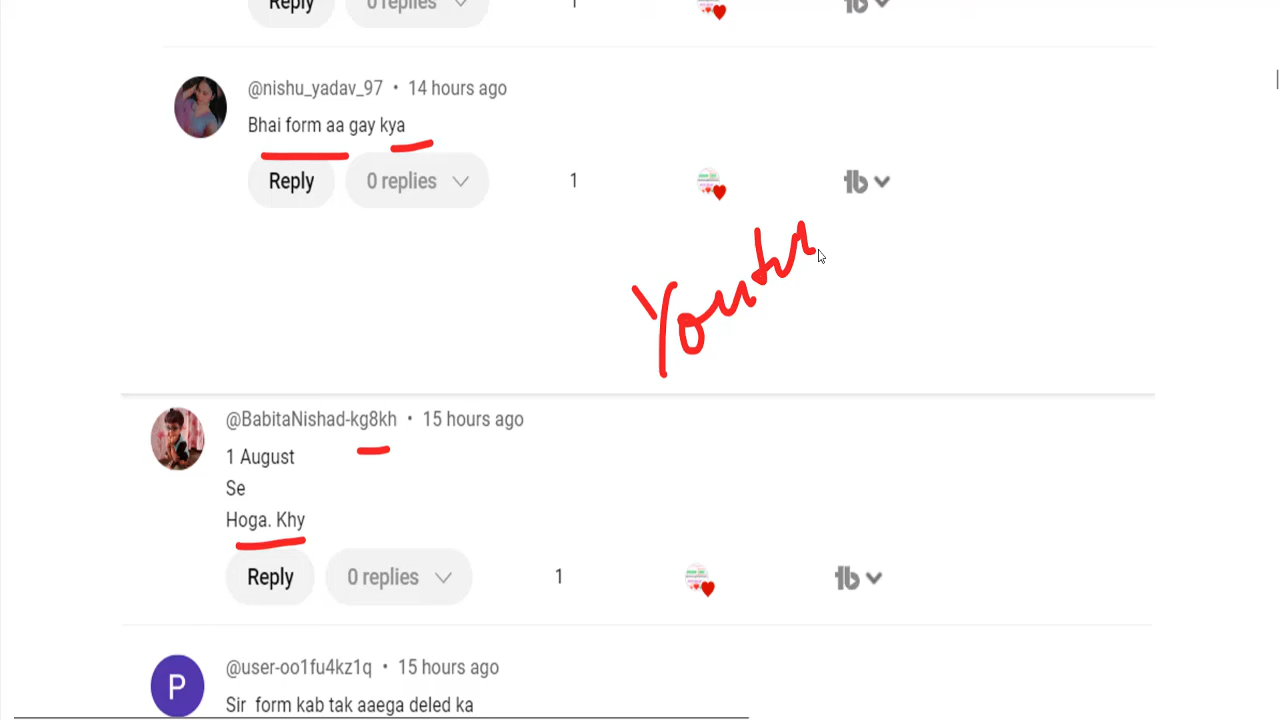 Reply 0 replies 1
@nishu_yadav_97 • 14 hours ago
Bhai form aa gay kya
Reply 0 replies 1
Youtu
@BabitaNishad-kg8kh • 15 hours ago
1 August
Se
Hoga. Khy
Reply 0 replies 1
P
@user-oo1fu4kz1q • 15 hours ago
Sir form kab tak aaega deled ka